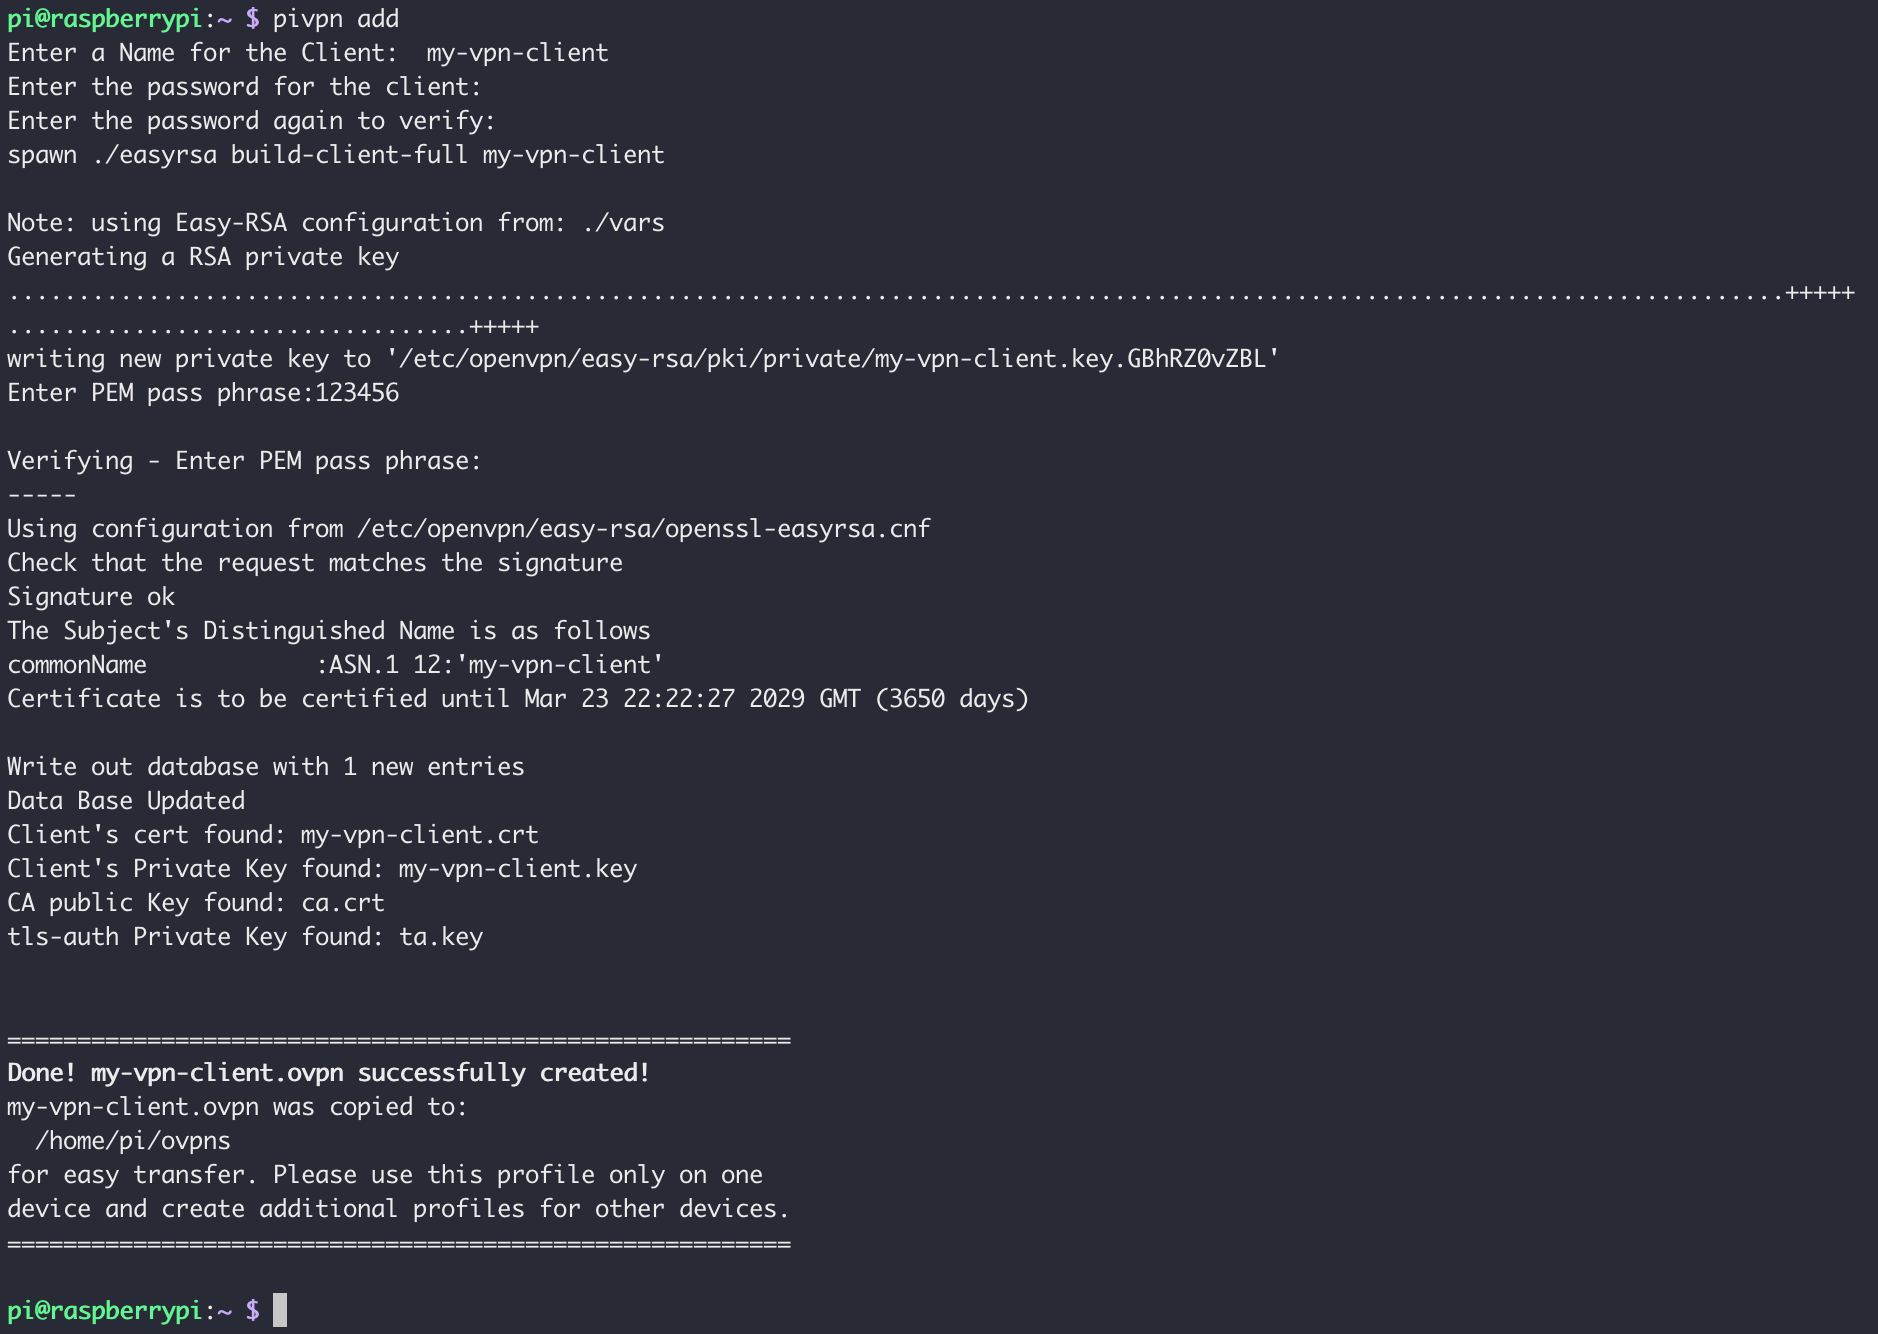 pi@raspberrypi:~ $ pivpn add
Enter a Name for the Client:  my-vpn-client
Enter the password for the client:
Enter the password again to verify:
spawn ./easyrsa build-client-full my-vpn-client
Note: using Easy-RSA configuration from: ./vars
Generating a RSA private key
...............................................................................................................................+++++
.................................+++++
writing new private key to '/etc/openvpn/easy-rsa/pki/private/my-vpn-client.key.GBhRZ0vZBL'
Enter PEM pass phrase:123456
Verifying - Enter PEM pass phrase:
-----
Using configuration from /etc/openvpn/easy-rsa/openssl-easyrsa.cnf
Check that the request matches the signature
Signature ok
The Subject's Distinguished Name is as follows
commonName            :ASN.1 12:'my-vpn-client'
Certificate is to be certified until Mar 23 22:22:27 2029 GMT (3650 days)
Write out database with 1 new entries
Data Base Updated
Client's cert found: my-vpn-client.crt
Client's Private Key found: my-vpn-client.key
CA public Key found: ca.crt
tls-auth Private Key found: ta.key
========================================================
Done! my-vpn-client.ovpn successfully created!
my-vpn-client.ovpn was copied to:
  /home/pi/ovpns
for easy transfer. Please use this profile only on one
device and create additional profiles for other devices.
========================================================
pi@raspberrypi:~ $